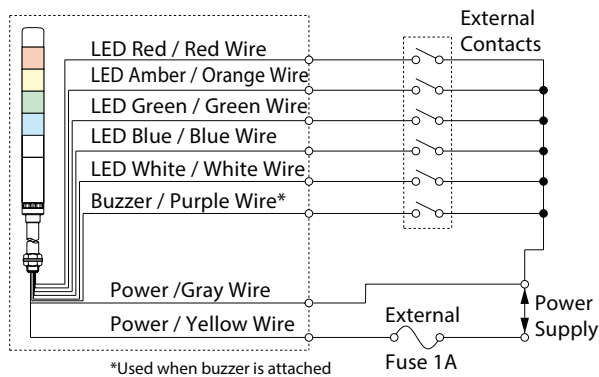 External
Contacts
LED Red / Red Wire
LED Amber / Orange Wire
LED Green / Green Wire
LED Blue / Blue Wire
LED White / White Wire
Buzzer / Purple Wire*
Power /Gray Wire
Power / Yellow Wire
External
Fuse 1A
Power
Supply
*Used when buzzer is attached